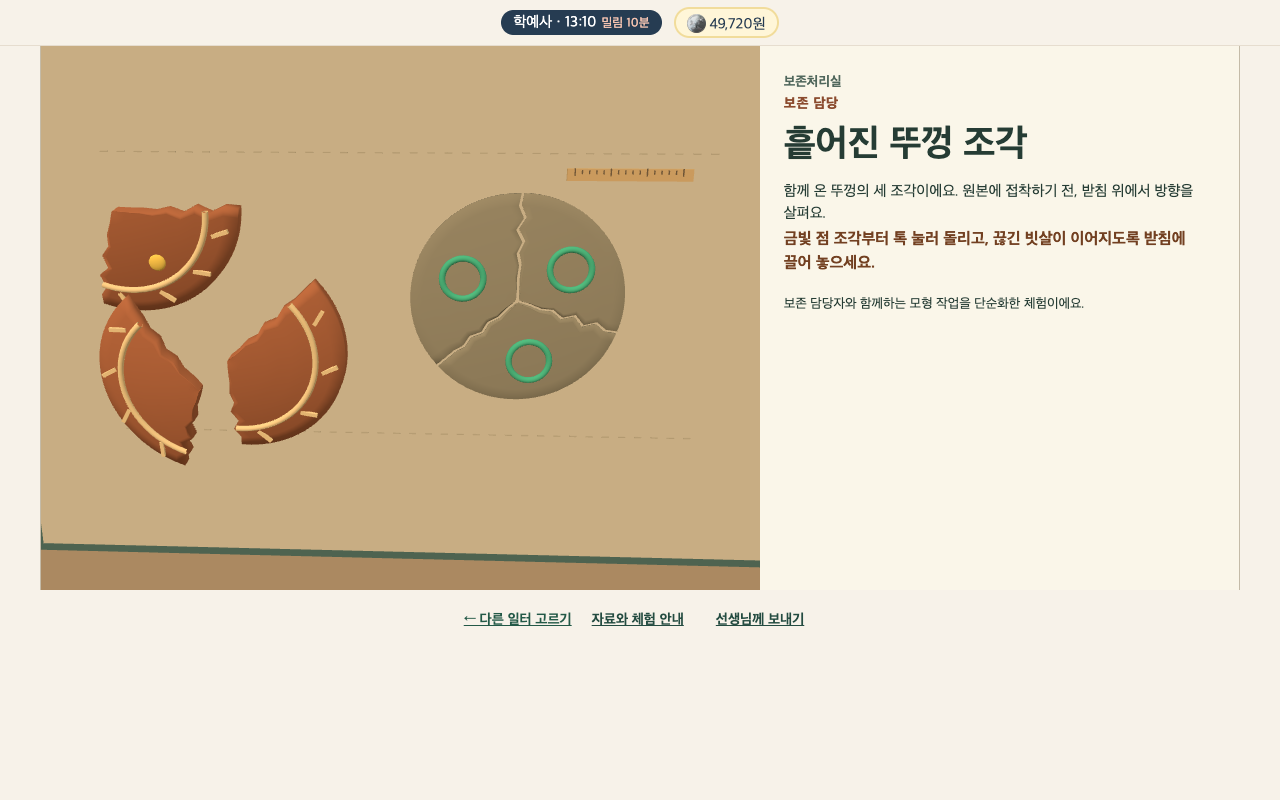 학예사 · 13:10 밀림 10분
49,720원
보존처리실
보존 담당
흩어진 뚜껑 조각
함께 온 뚜껑의 세 조각이에요. 원본에 접착하기 전, 받침 위에서 방향을
살펴요.
금빛 점 조각부터 톡 눌러 돌리고, 끊긴 빗살이 이어지도록 받침에
끌어 놓으세요.
보존 담당자와 함께하는 모형 작업을 단순화한 체험이에요.
← 다른 일터 고르기 자료와 체험 안내 선생님께 보내기